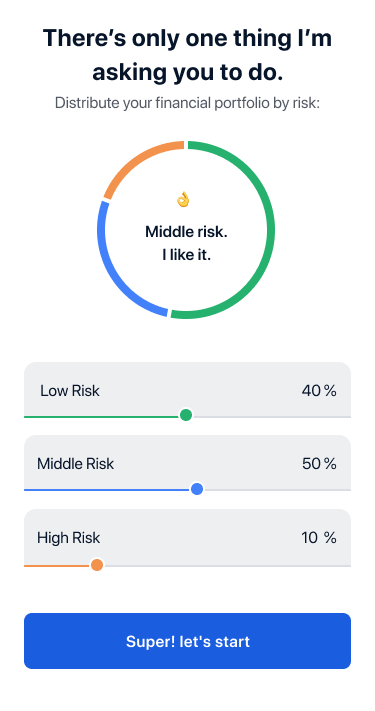 There’s only one thing I’m
asking you to do.
Distribute your financial portfolio by risk:
👌
Middle risk.
I like it.
Low Risk 40 %
Middle Risk 50 %
High Risk 10 %
Super! let's start